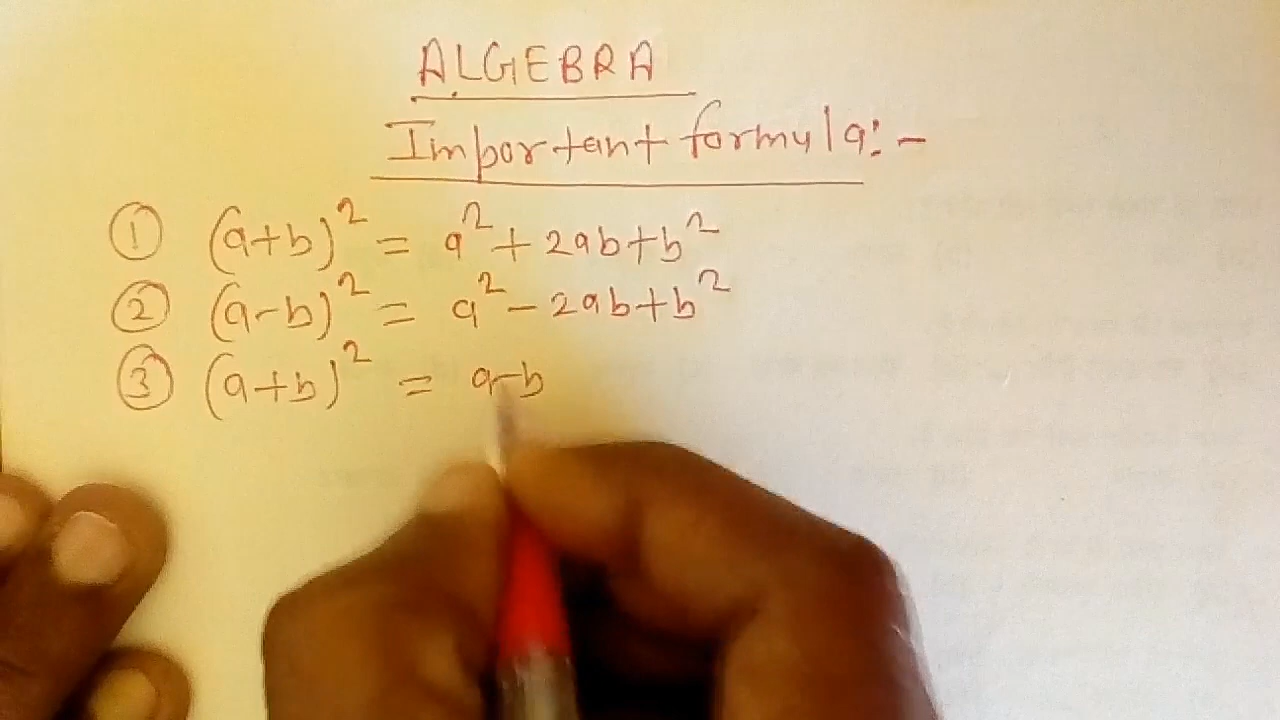 ALGEBRA
Important formula:-
① (a+b)² = a²+2ab+b²
② (a-b)² = a²-2ab+b²
③ (a+b)² = a-b